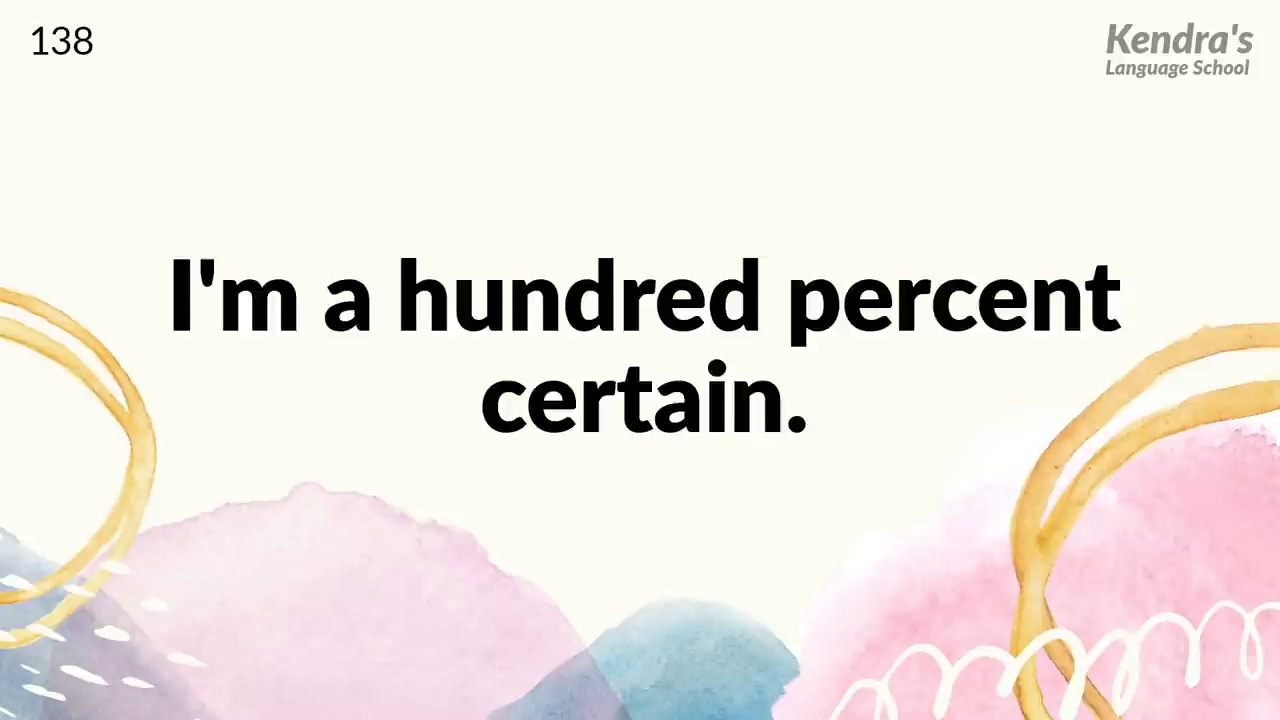 138
Kendra's
Language School
I'm a hundred percent
certain.